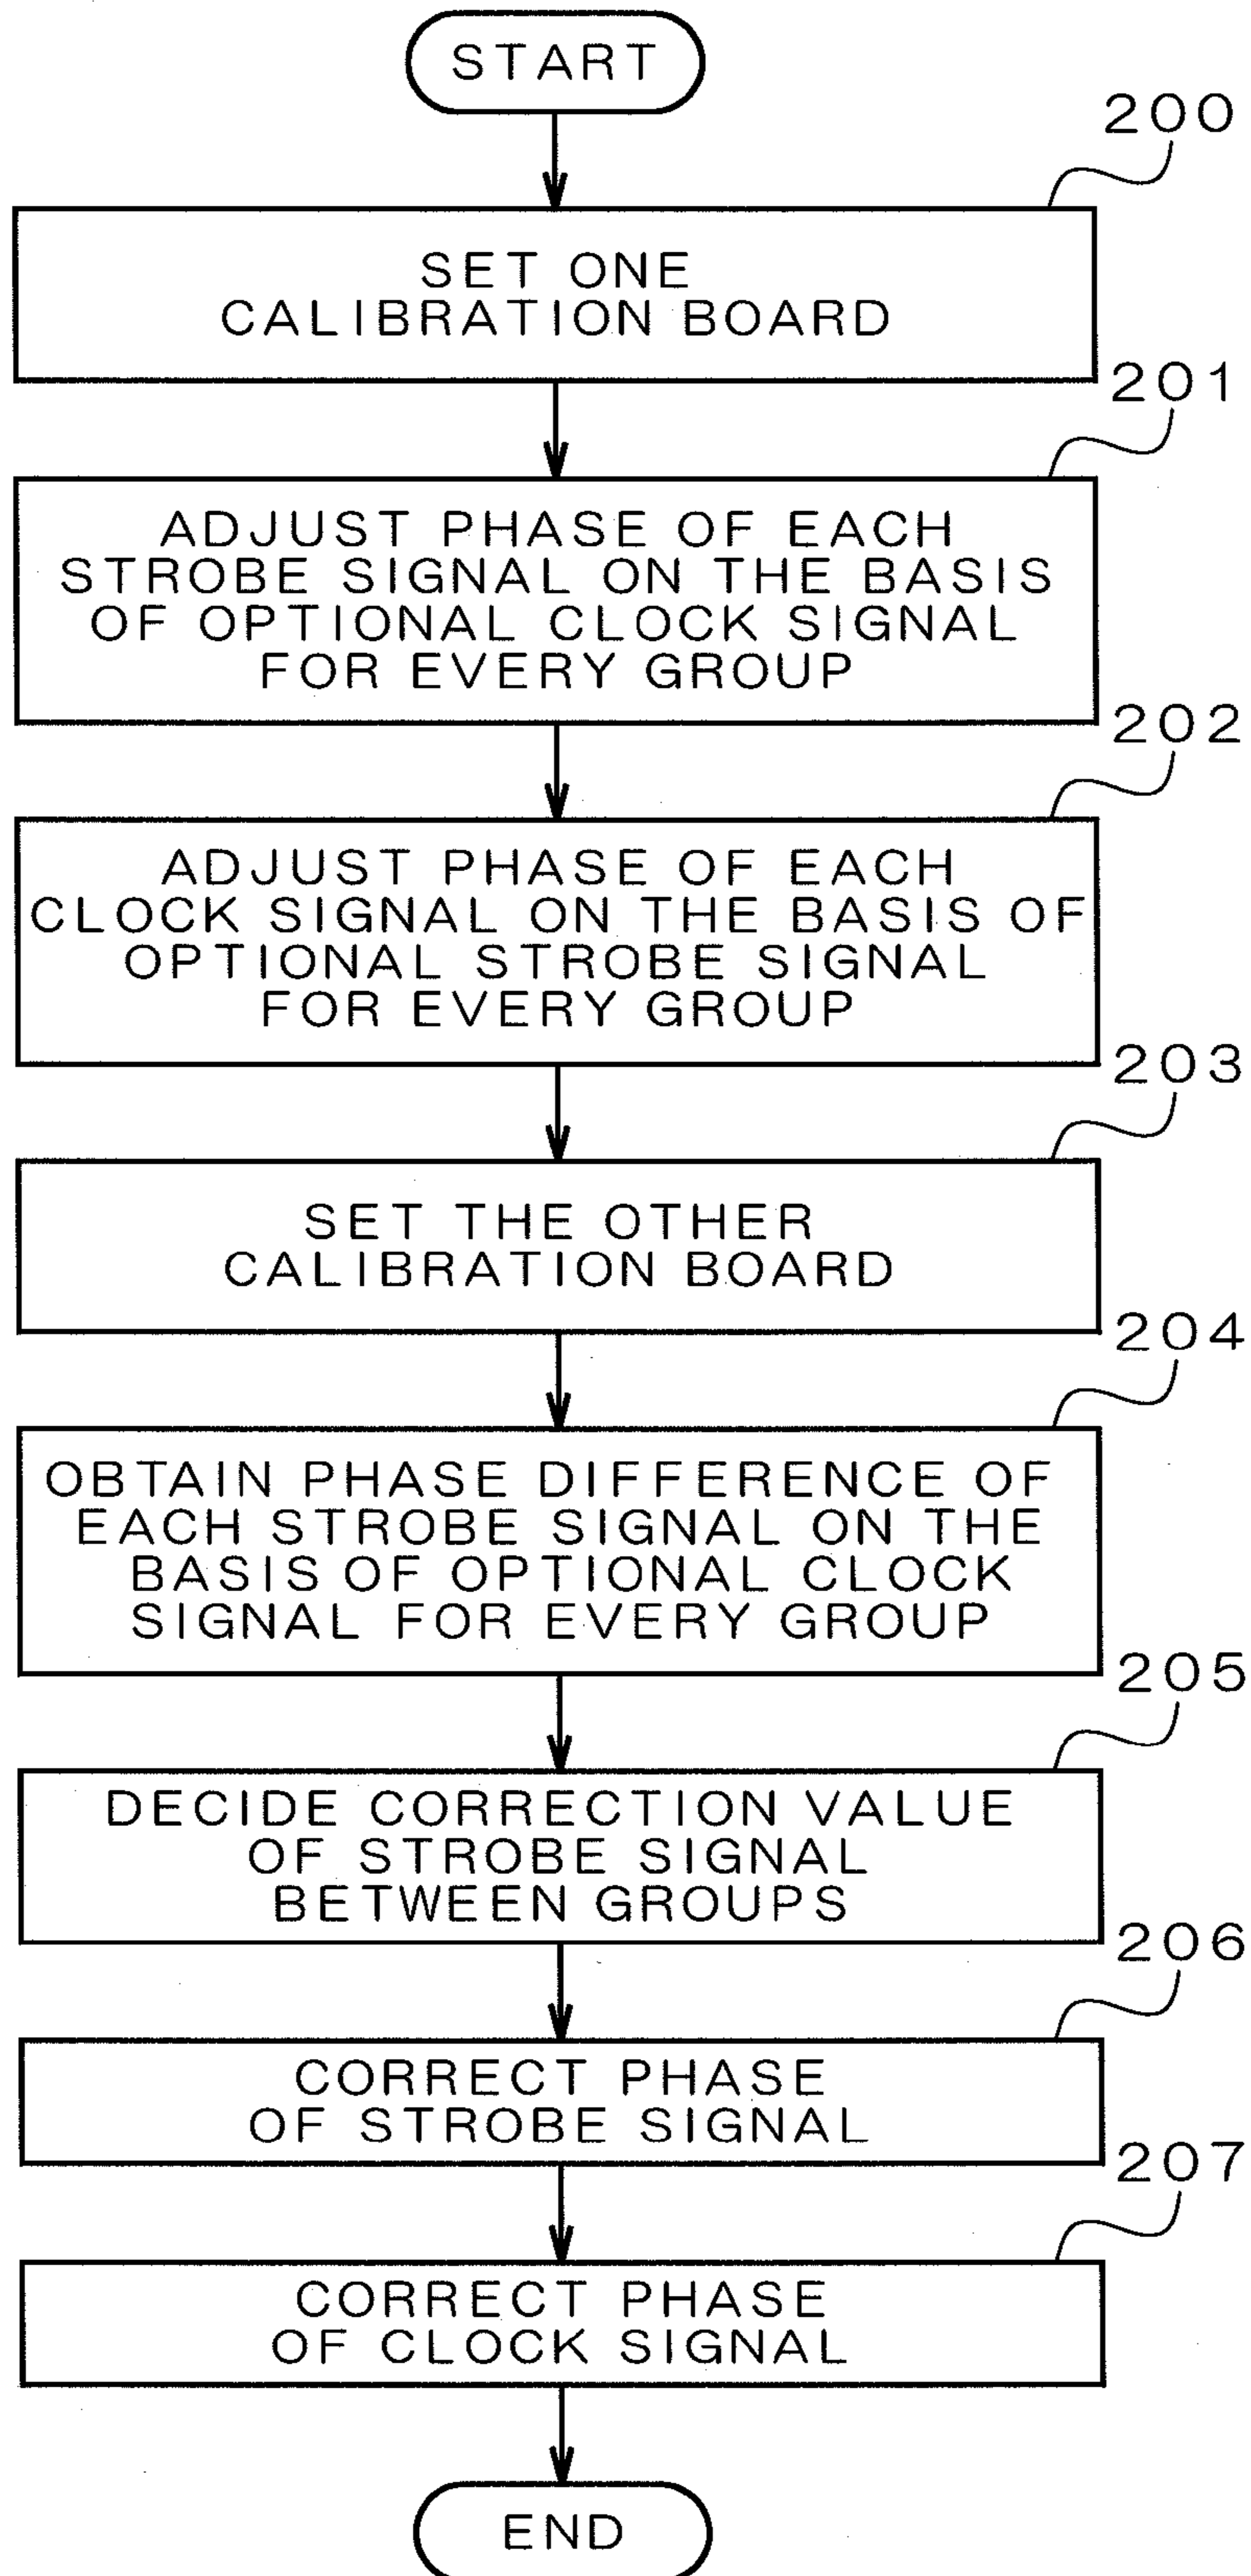 START
200
SET ONE
CALIBRATION BOARD
201
ADJUST PHASE OF EACH
STROBE SIGNAL ON THE BASIS
OF OPTIONAL CLOCK SIGNAL
FOR EVERY GROUP
202
ADJUST PHASE OF EACH
CLOCK SIGNAL ON THE BASIS OF
OPTIONAL STROBE SIGNAL
FOR EVERY GROUP
203
SET THE OTHER
CALIBRATION BOARD
204
OBTAIN PHASE DIFFERENCE OF
EACH STROBE SIGNAL ON THE
BASIS OF OPTIONAL CLOCK
SIGNAL FOR EVERY GROUP
205
DECIDE CORRECTION VALUE
OF STROBE SIGNAL
BETWEEN GROUPS
206
CORRECT PHASE
OF STROBE SIGNAL
207
CORRECT PHASE
OF CLOCK SIGNAL
END